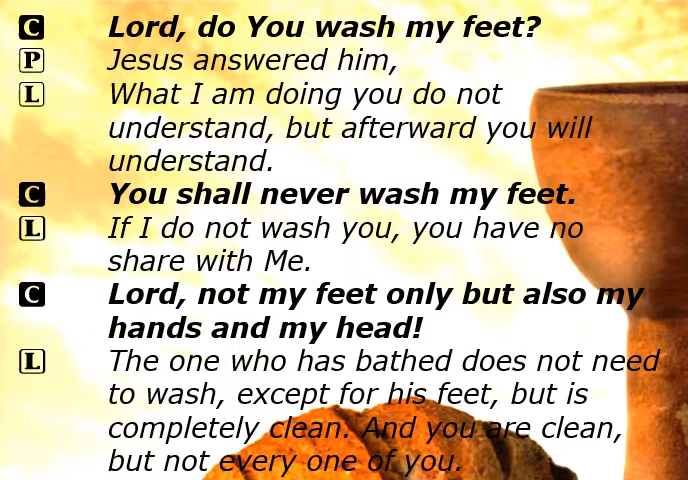 C Lord, do You wash my feet?
P Jesus answered him,
L What I am doing you do not
understand, but afterward you will
understand.
C You shall never wash my feet.
L If I do not wash you, you have no
share with Me.
C Lord, not my feet only but also my
hands and my head!
L The one who has bathed does not need
to wash, except for his feet, but is
completely clean. And you are clean,
but not every one of you.